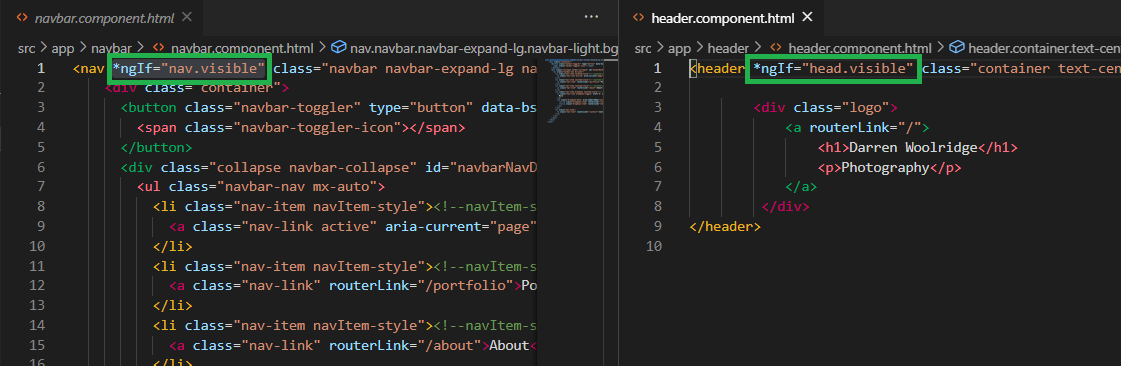 navbar.component.html
src > app > navbar > navbar.component.html > nav.navbar.navbar-expand-lg.navbar-light.bg
1 <nav *ngIf="nav.visible" class="navbar navbar-expand-lg na
2 <div class="container">
3 <button class="navbar-toggler" type="button" data-bs
4 <span class="navbar-toggler-icon"></span>
5 </button>
6 <div class="collapse navbar-collapse" id="navbarNavD
7 <ul class="navbar-nav mx-auto">
8 <li class="nav-item navItem-style"><!--navItem-s
9 <a class="nav-link active" aria-current="page"
10 </li>
11 <li class="nav-item navItem-style"><!--navItem-s
12 <a class="nav-link" routerLink="/portfolio">Po
13 </li>
14 <li class="nav-item navItem-style"><!--navItem-s
15 <a class="nav-link" routerLink="/about">About<
16 </li>
header.component.html
src > app > header > header.component.html > header.container.text-cen
1 <header *ngIf="head.visible" class="container text-cen
2
3 <div class="logo">
4 <a routerLink="/">
5 <h1>Darren Woolridge</h1>
6 <p>Photography</p>
7 </a>
8 </div>
9 </header>
10